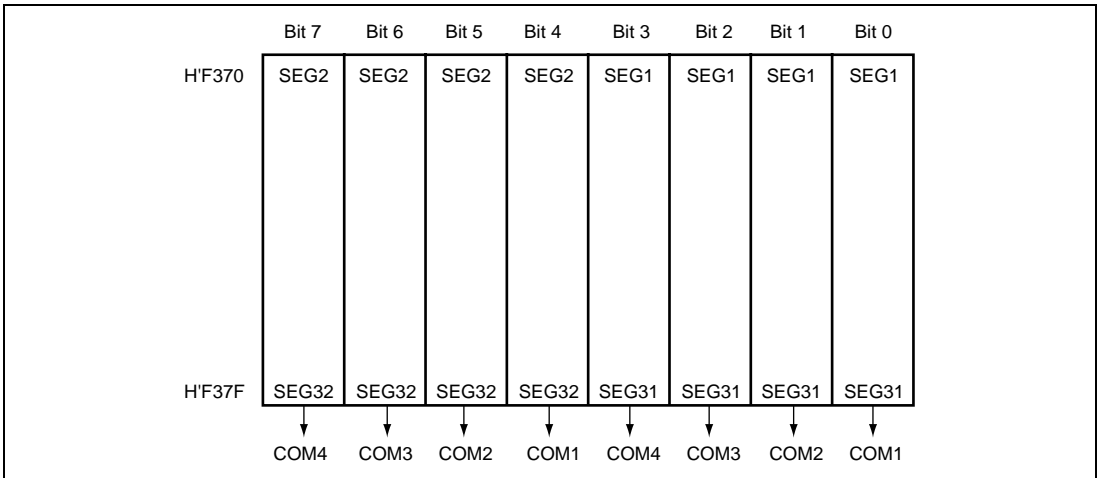 Bit 7 Bit 6 Bit 5 Bit 4 Bit 3 Bit 2 Bit 1 Bit 0
H'F370 SEG2 SEG2 SEG2 SEG2 SEG1 SEG1 SEG1 SEG1
H'F37F SEG32 SEG32 SEG32 SEG32 SEG31 SEG31 SEG31 SEG31
COM4 COM3 COM2 COM1 COM4 COM3 COM2 COM1